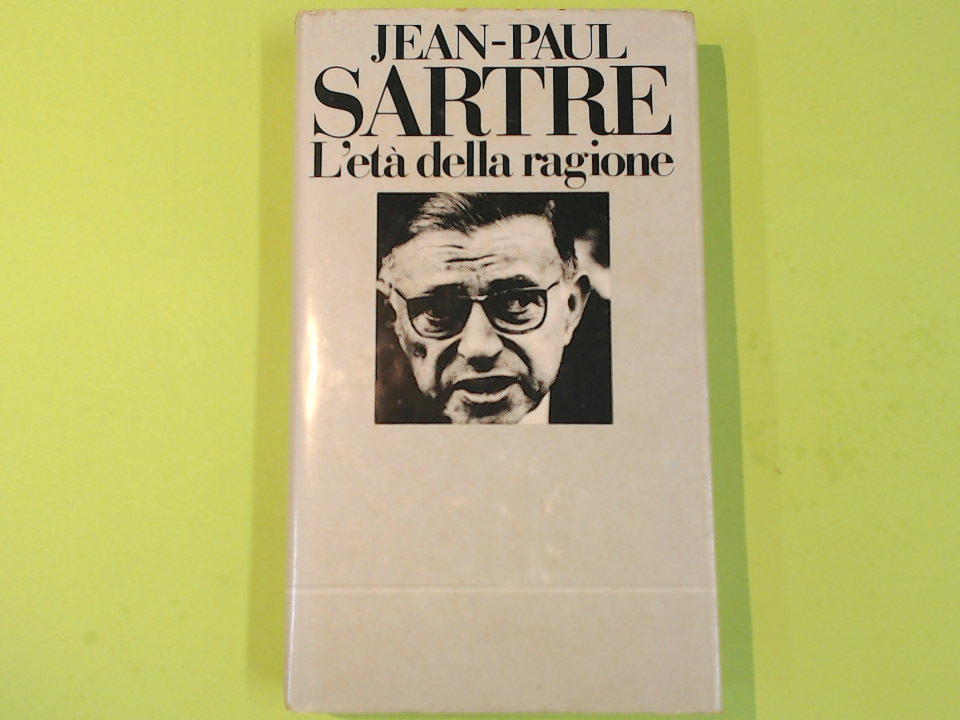 JEAN-PAUL
SARTRE
L'età della ragione